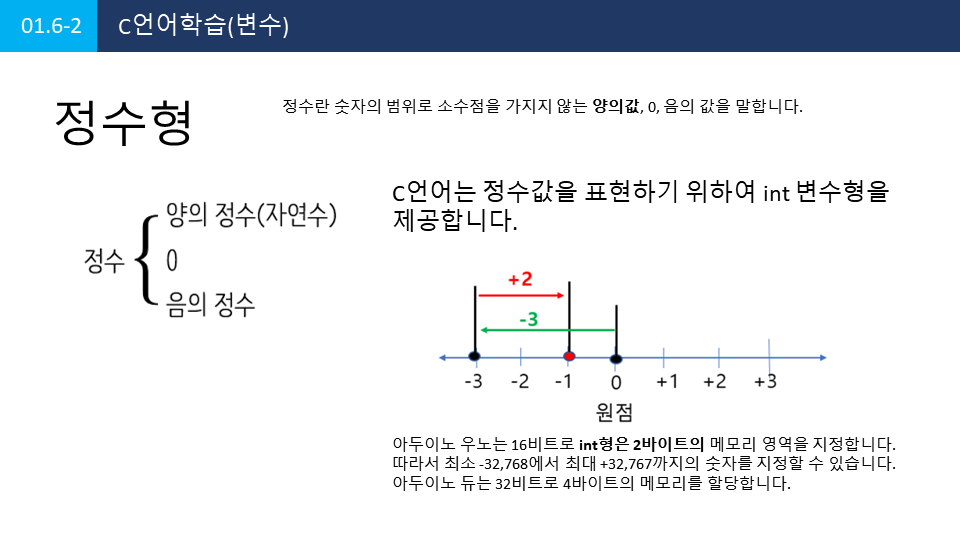 01.6-2
C언어학습(변수)
정수형
정수란 숫자의 범위로 소수점을 가지지 않는 양의값, 0, 음의 값을 말합니다.
정수
양의 정수(자연수)
0
음의 정수
C언어는 정수값을 표현하기 위하여 int 변수형을
제공합니다.
+2
-3
-3 -2 -1 0 +1 +2 +3
원점
아두이노 우노는 16비트로 int형은 2바이트의 메모리 영역을 지정합니다.
따라서 최소 -32,768에서 최대 +32,767까지의 숫자를 지정할 수 있습니다.
아두이노 듀는 32비트로 4바이트의 메모리를 할당합니다.